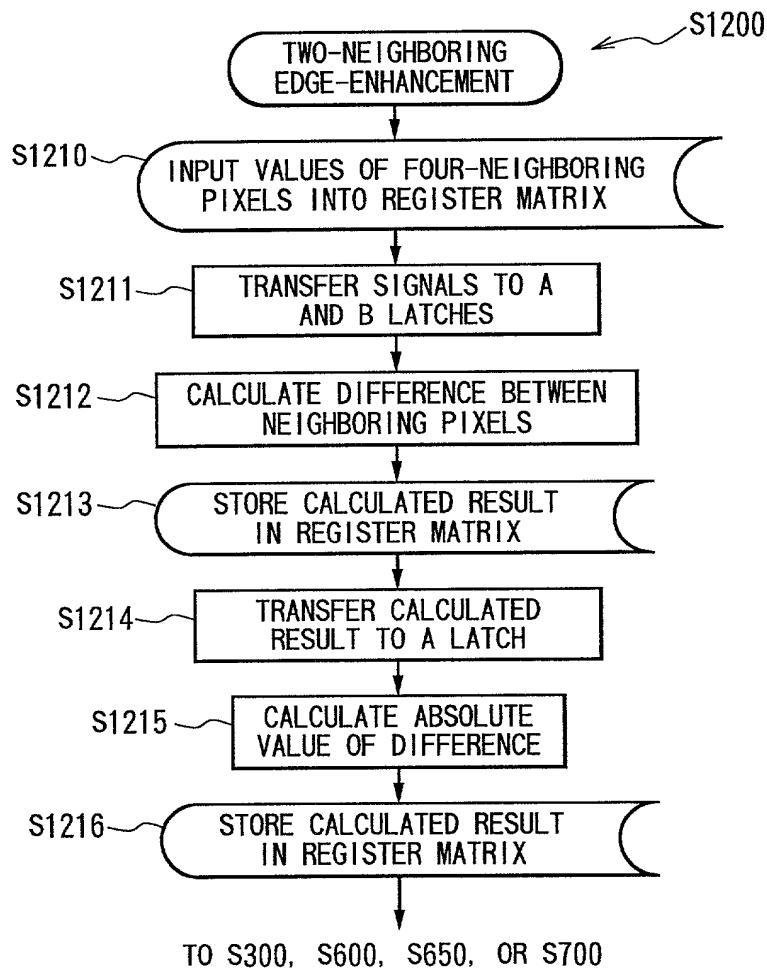 S1200
TWO-NEIGHBORING
EDGE-ENHANCEMENT
S1210
INPUT VALUES OF FOUR-NEIGHBORING
PIXELS INTO REGISTER MATRIX
S1211
TRANSFER SIGNALS TO A
AND B LATCHES
S1212
CALCULATE DIFFERENCE BETWEEN
NEIGHBORING PIXELS
S1213
STORE CALCULATED RESULT
IN REGISTER MATRIX
S1214
TRANSFER CALCULATED
RESULT TO A LATCH
S1215
CALCULATE ABSOLUTE
VALUE OF DIFFERENCE
S1216
STORE CALCULATED RESULT
IN REGISTER MATRIX
TO S300, S600, S650, OR S700